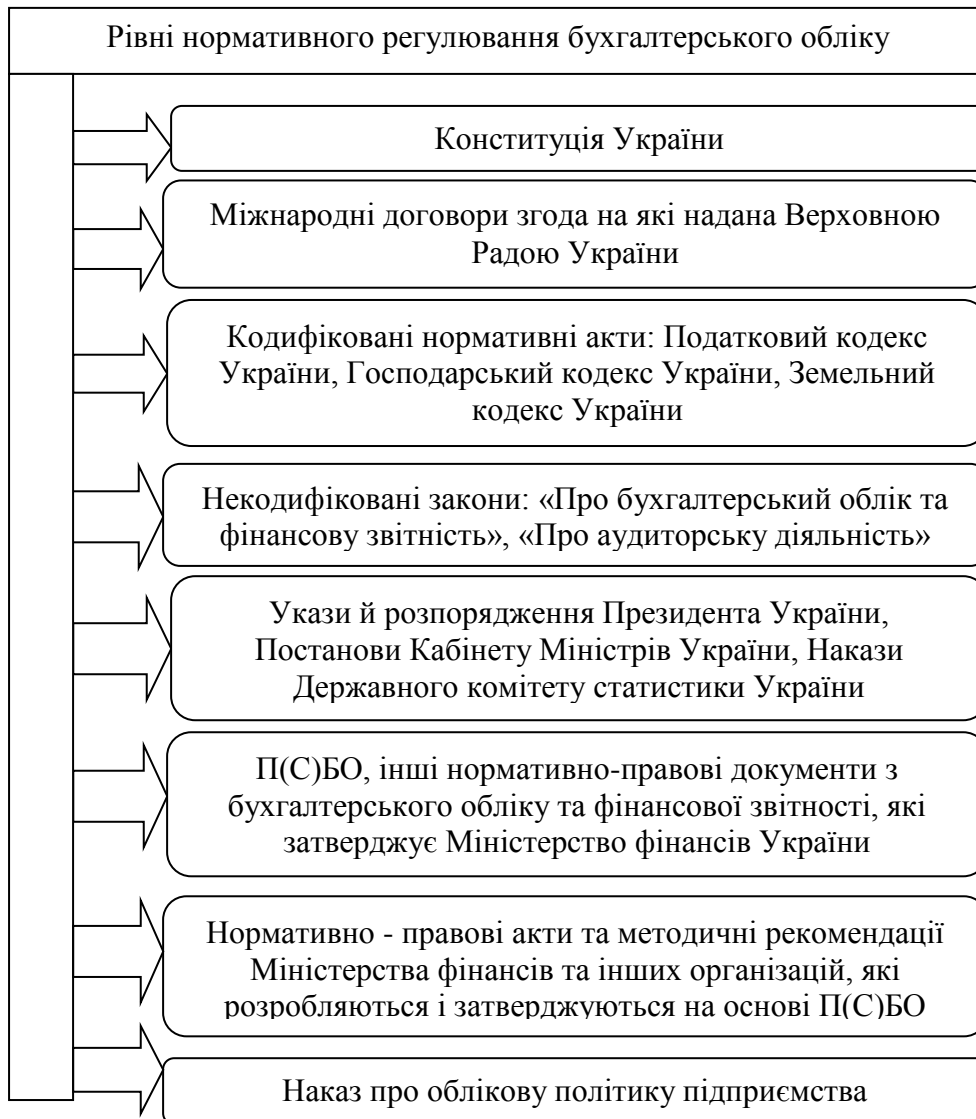 Рівні нормативного регулювання бухгалтерського обліку
Конституція України
Міжнародні договори згода на які надана Верховною
Радою України
Кодифіковані нормативні акти: Податковий кодекс
України, Господарський кодекс України, Земельний
кодекс України
Некодифіковані закони: «Про бухгалтерський облік та
фінансову звітність», «Про аудиторську діяльність»
Укази й розпорядження Президента України,
Постанови Кабінету Міністрів України, Накази
Державного комітету статистики України
П(С)БО, інші нормативно-правові документи з
бухгалтерського обліку та фінансової звітності, які
затверджує Міністерство фінансів України
Нормативно - правові акти та методичні рекомендації
Міністерства фінансів та інших організацій, які
розробляються і затверджуються на основі П(С)БО
Наказ про облікову політику підприємства